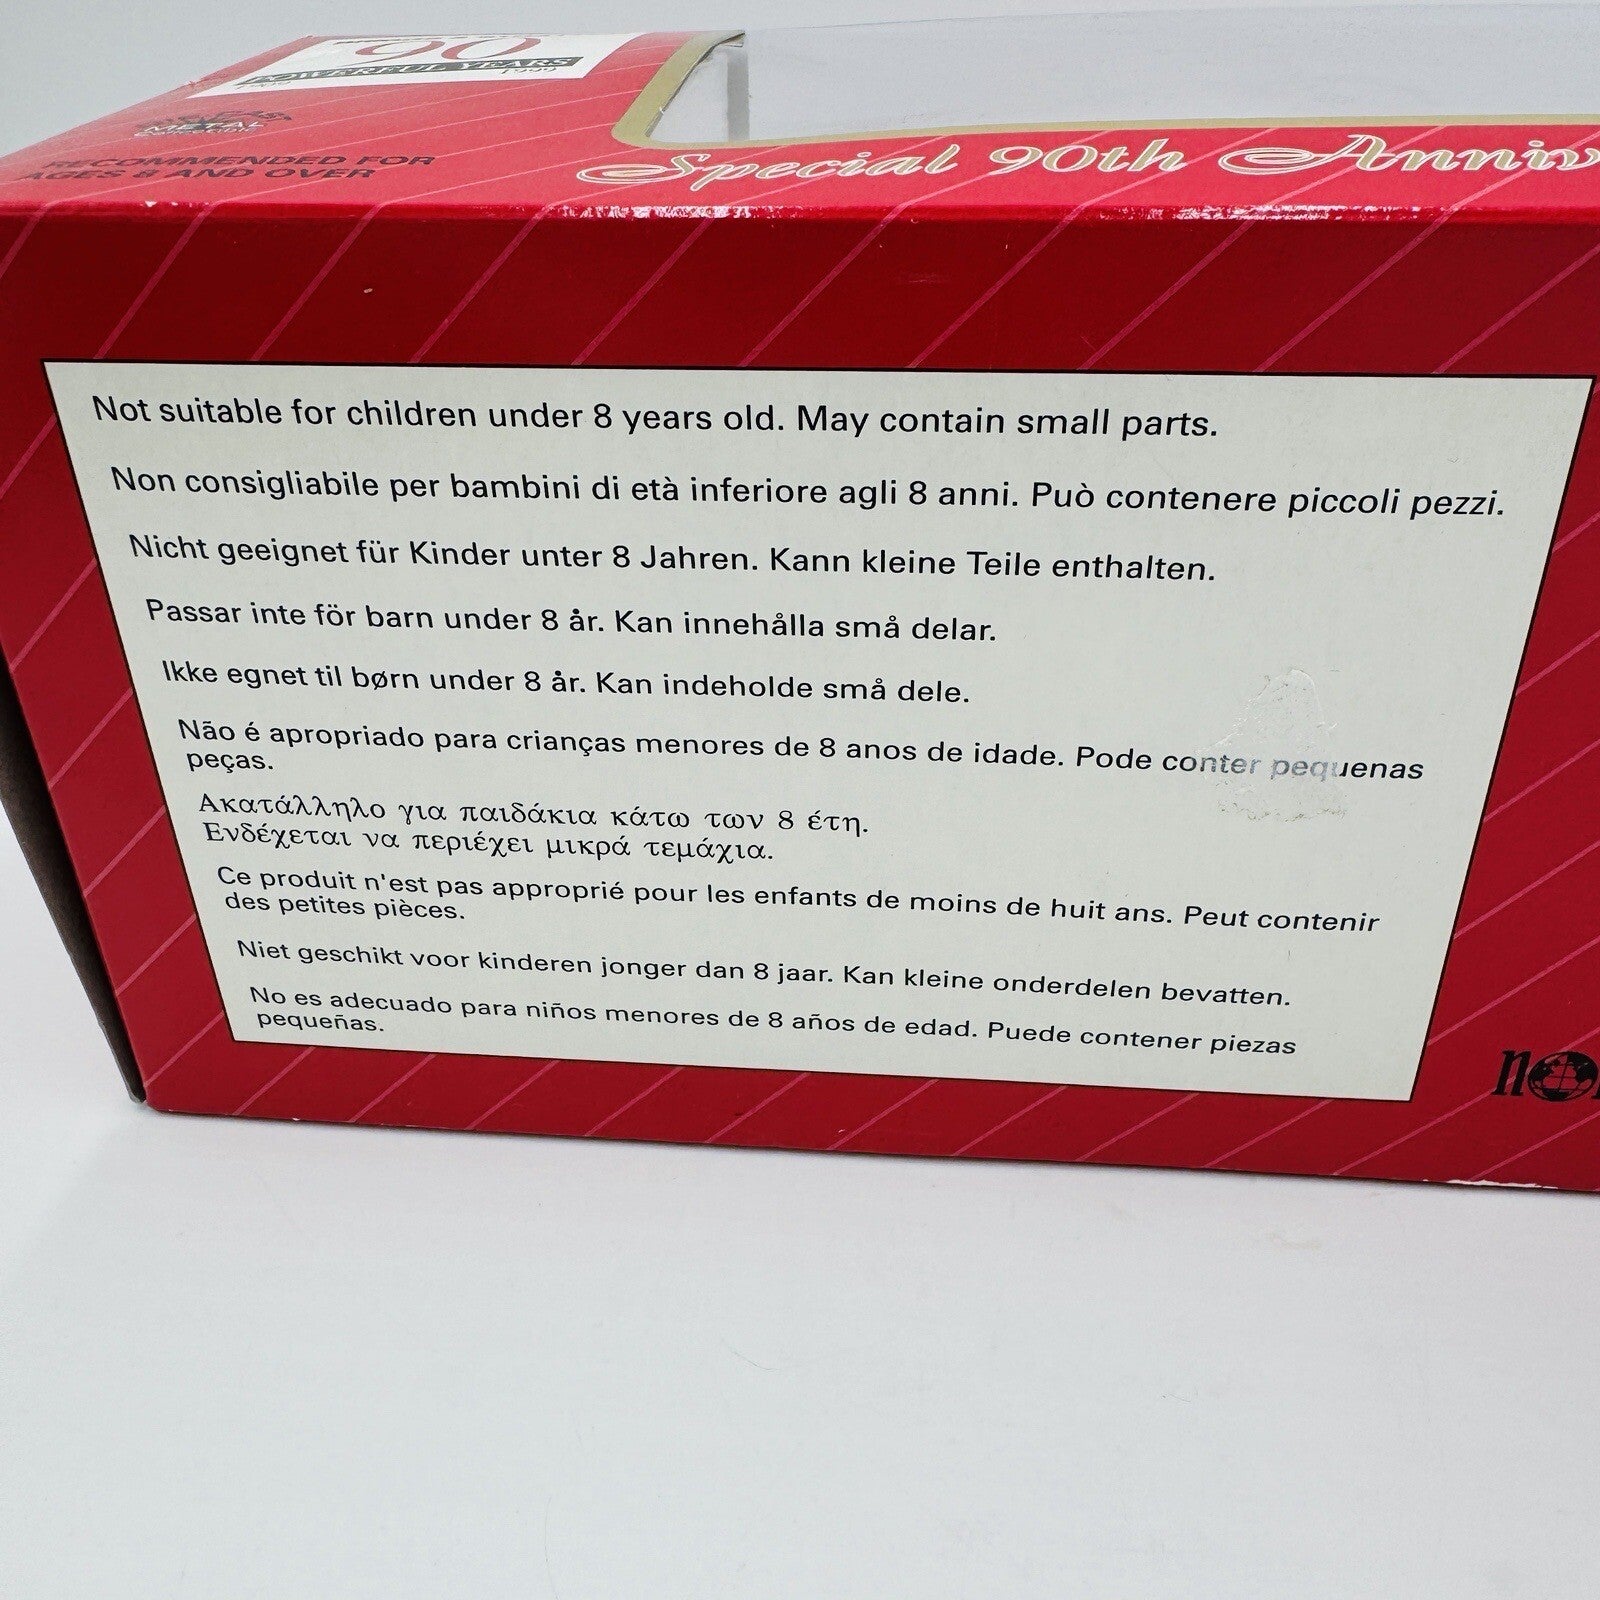 90
POWERFUL YEARS
1909 1999
METAL
RECOMMENDED FOR
AGES 8 AND OVER
Special 90th
Not suitable for children under 8 years old. May contain small parts.
Non consigliabile per bambini di età inferiore agli 8 anni. Può contenere piccoli pezzi.
Nicht geeignet für Kinder unter 8 Jahren. Kann kleine Teile enthalten.
Passar inte för barn under 8 år. Kan innehålla små delar.
Ikke egnet til børn under 8 år. Kan indeholde små dele.
Não é apropriado para crianças menores de 8 anos de idade. Pode conter pequenas
peças.
Ακατάλληλο για παιδάκια κάτω των 8 έτη.
Ενδέχεται να περιέχει μικρά τεμάχια.
Ce produit n'est pas approprié pour les enfants de moins de huit ans. Peut contenir
des petites pièces.
Niet geschikt voor kinderen jonger dan 8 jaar. Kan kleine onderdelen bevatten.
No es adecuado para niños menores de 8 años de edad. Puede contener piezas
pequeñas.